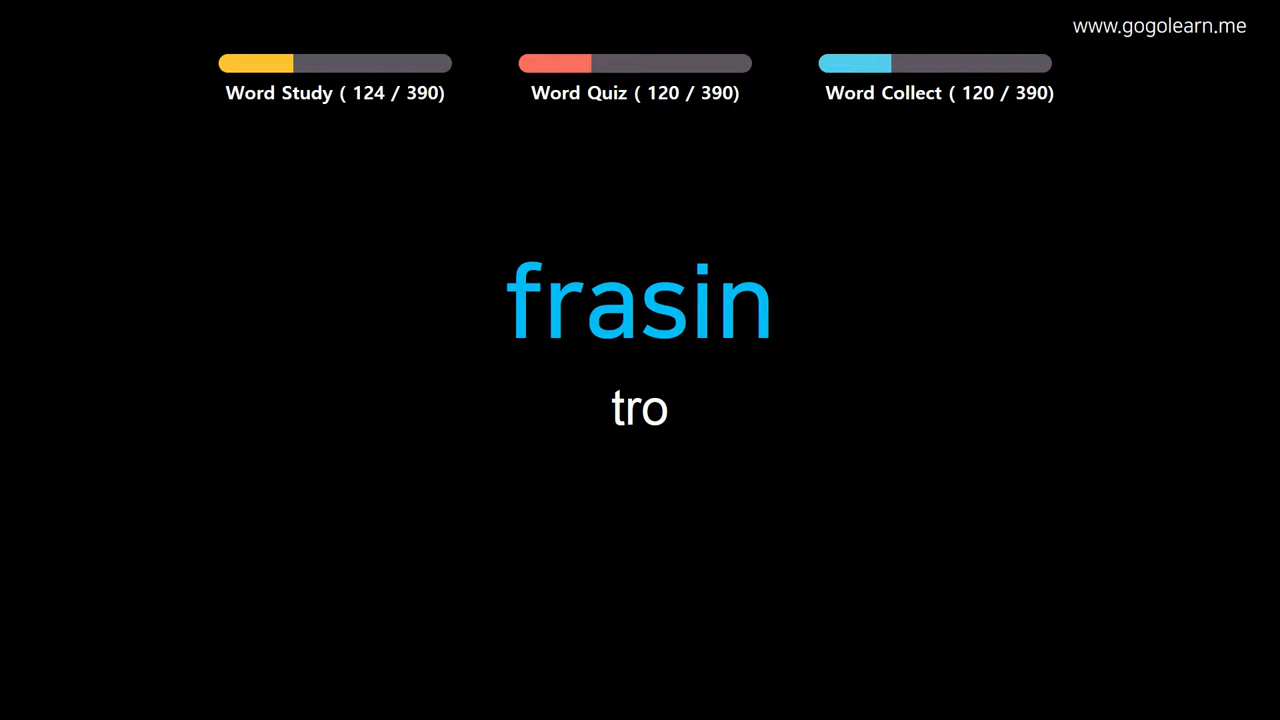 www.gogolearn.me
Word Study ( 124 / 390)
Word Quiz ( 120 / 390)
Word Collect ( 120 / 390)
frasin
tro